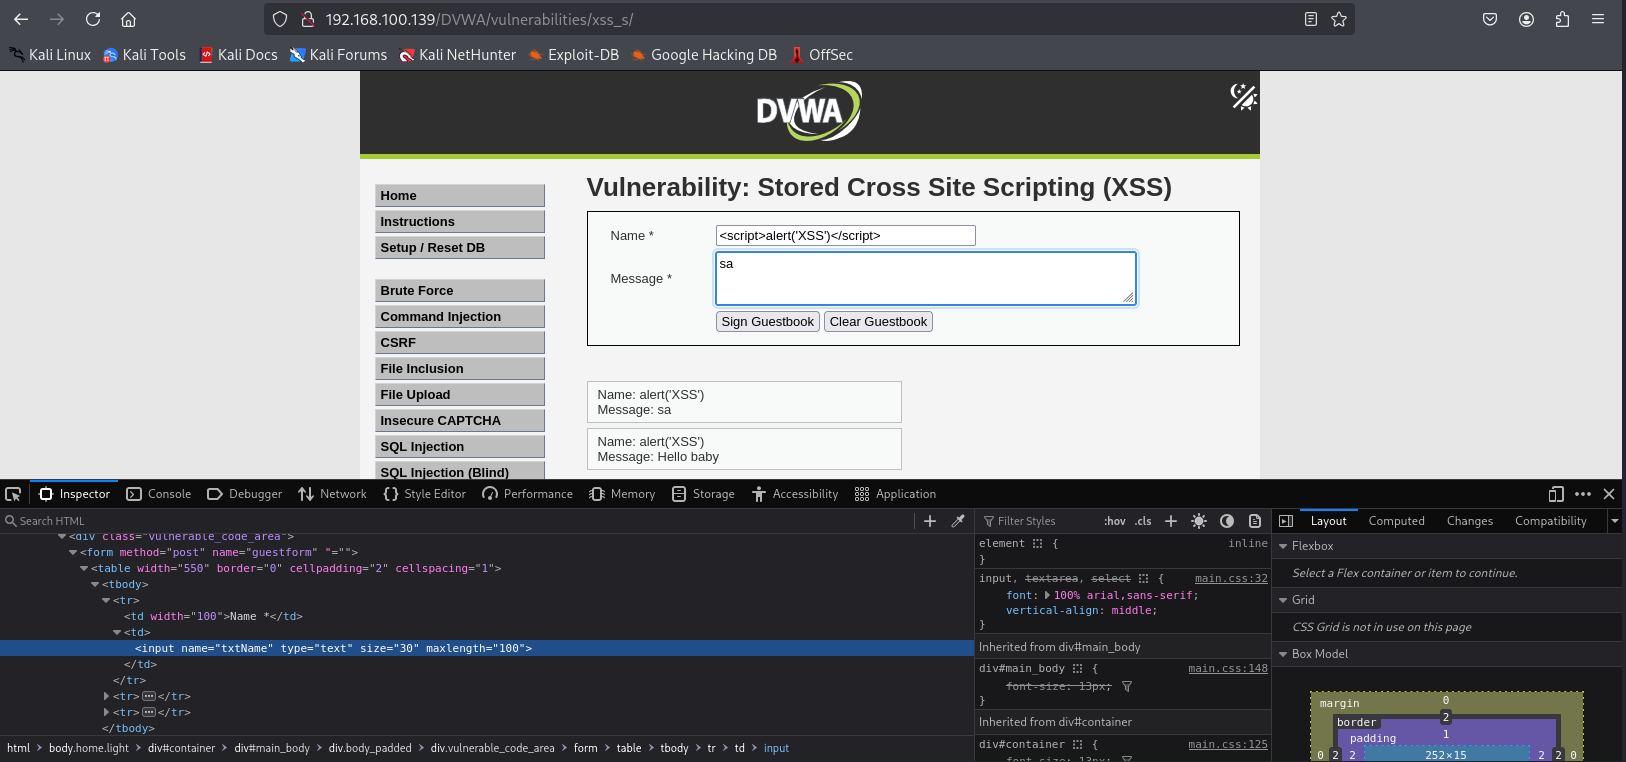 192.168.100.139/DVWA/vulnerabilities/xss_s/
Kali Linux Kali Tools Kali Docs Kali Forums Kali NetHunter Exploit-DB Google Hacking DB OffSec
DVWA
Home
Instructions
Setup / Reset DB
Brute Force
Command Injection
CSRF
File Inclusion
File Upload
Insecure CAPTCHA
SQL Injection
SQL Injection (Blind)
Vulnerability: Stored Cross Site Scripting (XSS)
Name * <script>alert('XSS')</script>
Message * sa
Sign Guestbook Clear Guestbook
Name: alert('XSS')
Message: sa
Name: alert('XSS')
Message: Hello baby
Inspector Console Debugger Network Style Editor Performance Memory Storage Accessibility Application
Search HTML
<div class="vulnerable_code_area">
<form method="post" name="guestform" "="">
<table width="550" border="0" cellpadding="2" cellspacing="1">
<tbody>
<tr>
<td width="100">Name *</td>
<td>
<input name="txtName" type="text" size="30" maxlength="100">
</td>
</tr>
<tr></tr>
<tr></tr>
</tbody>
html body.home.light div#container div#main_body div.body_padded div.vulnerable_code_area form table tbody tr td input
Filter Styles :hov .cls
element { inline
}
input, textarea, select { main.css:32
font: 100% arial,sans-serif;
vertical-align: middle;
}
Inherited from div#main_body
div#main_body { main.css:148
font-size: 13px;
}
Inherited from div#container
div#container { main.css:125
font-size: 13px;
Layout Computed Changes Compatibility
Flexbox
Select a Flex container or item to continue.
Grid
CSS Grid is not in use on this page
Box Model
margin 0
border 2
padding 1
0 2 2 252×15 2 2 0